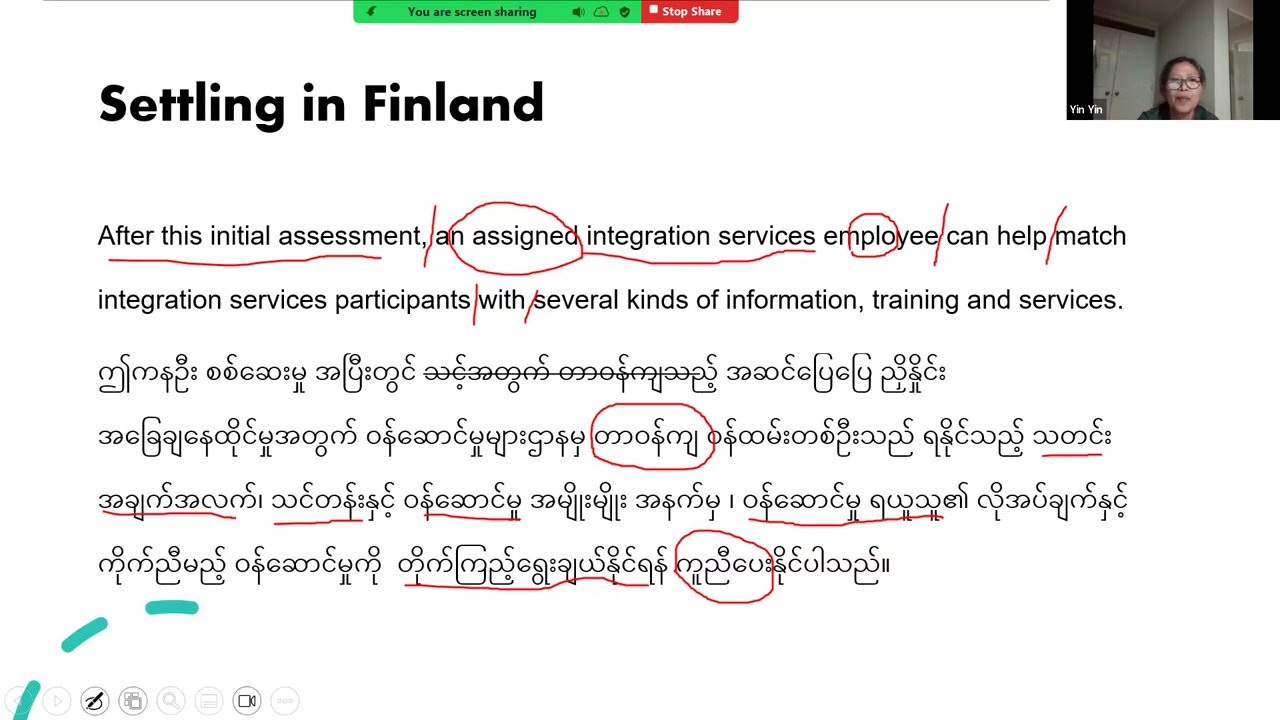 You are screen sharing
Stop Share
Yin Yin
Settling in Finland
After this initial assessment, an assigned integration services employee can help match
integration services participants with several kinds of information, training and services.
ဤကနဦး စစ်ဆေးမှု အပြီးတွင် သင့်အတွက် တာဝန်ကျသည့် အဆင်ပြေပြေ ညှိနှိုင်း
အခြေချနေထိုင်မှုအတွက် ဝန်ဆောင်မှုများဌာနမှ တာဝန်ကျ ဝန်ထမ်းတစ်ဦးသည် ရနိုင်သည့် သတင်း
အချက်အလက်၊ သင်တန်းနှင့် ဝန်ဆောင်မှု အမျိုးမျိုး အနက်မှ ၊ ဝန်ဆောင်မှု ရယူသူ၏ လိုအပ်ချက်နှင့်
ကိုက်ညီမည့် ဝန်ဆောင်မှုကို တိုက်ကြည့်ရွေးချယ်နိုင်ရန် ကူညီပေးနိုင်ပါသည်။